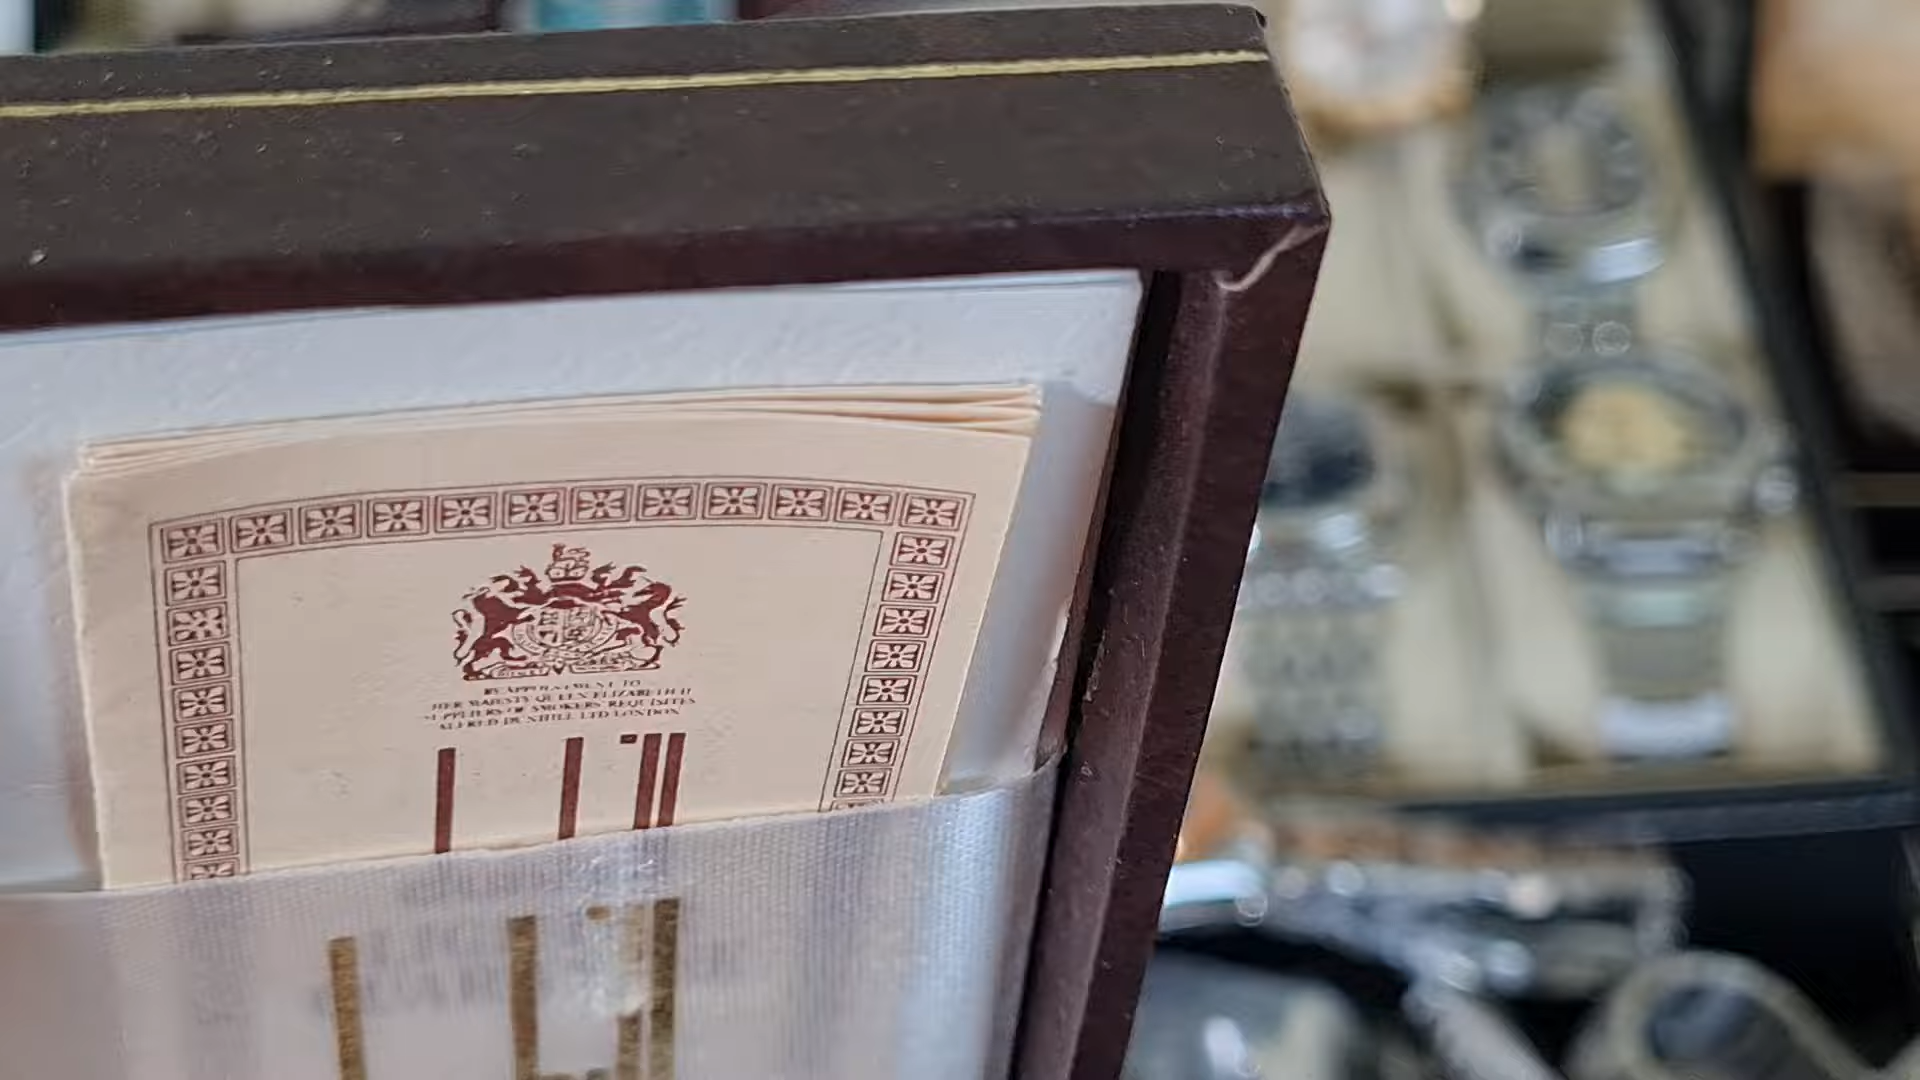 BY APPOINTMENT TO
HER MAJESTY QUEEN ELIZABETH II
SUPPLIERS OF SMOKERS' REQUISITES
ALFRED DUNHILL LTD LONDON